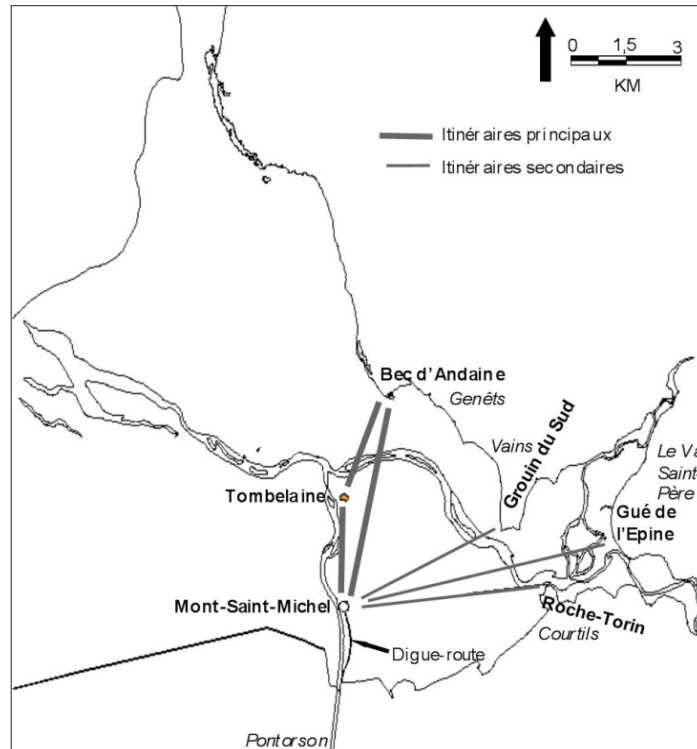 0 1,5 3
KM
Itinéraires principaux
Itinéraires secondaires
Bec d'Andaine
Genêts
Vains
Grouin du Sud
Le Va
Saint-
Père
Tombelaine
Gué de
l'Epine
Mont-Saint-Michel
Roche-Torin
Courtils
Digue-route
Pontorson